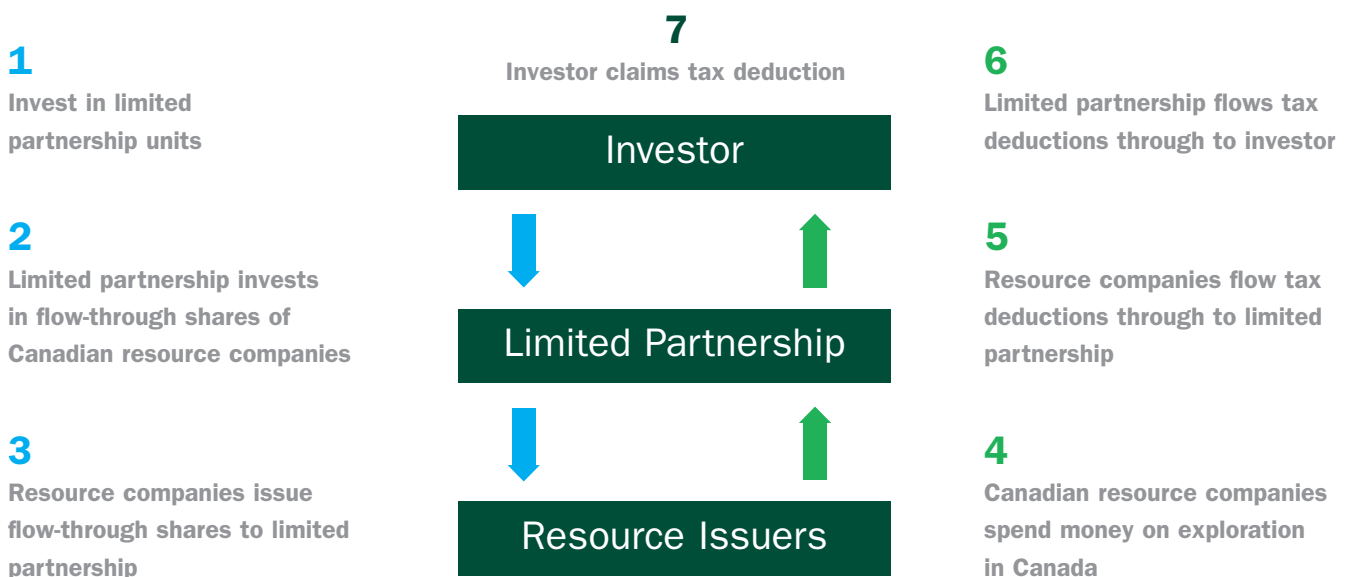 7
Investor claims tax deduction
1
Invest in limited
partnership units
2
Limited partnership invests
in flow-through shares of
Canadian resource companies
3
Resource companies issue
flow-through shares to limited
partnership
Investor
Limited Partnership
Resource Issuers
6
Limited partnership flows tax
deductions through to investor
5
Resource companies flow tax
deductions through to limited
partnership
4
Canadian resource companies
spend money on exploration
in Canada